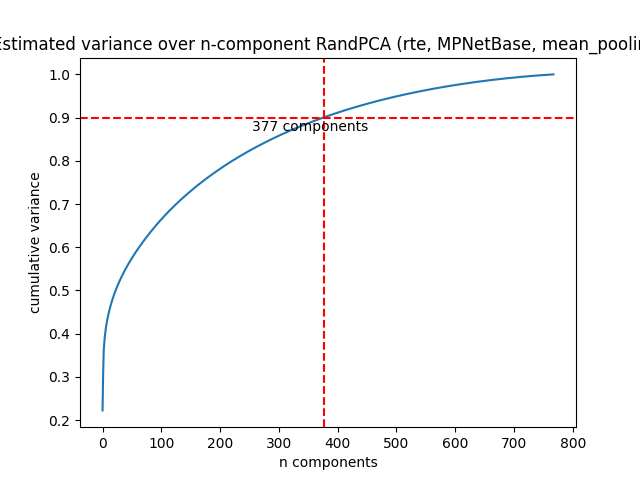 Estimated variance over n-component RandPCA (rte, MPNetBase, mean_poolin
1.0
0.9
377 components
0.8
0.7
0.6
0.5
0.4
0.3
0.2
cumulative variance
0 100 200 300 400 500 600 700 800
n components